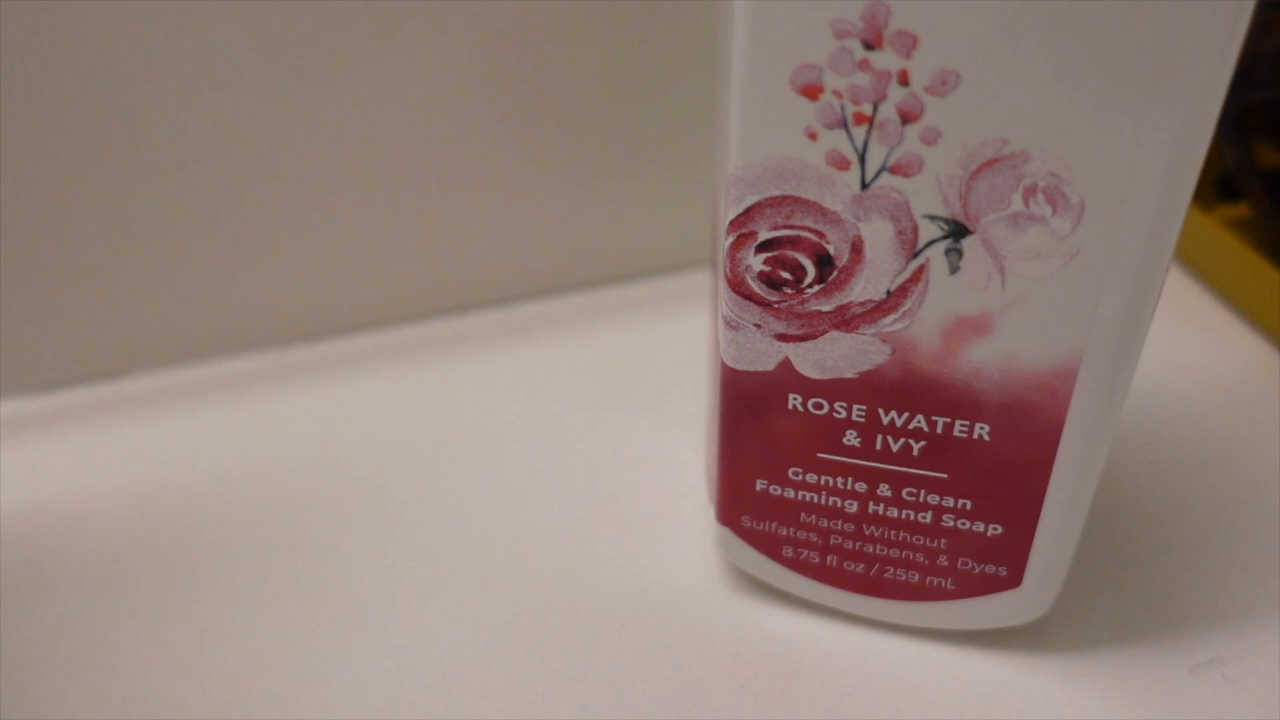 ROSE WATER
& IVY
Gentle & Clean
Foaming Hand Soap
Made Without
Sulfates, Parabens, & Dyes
8.75 fl oz / 259 mL